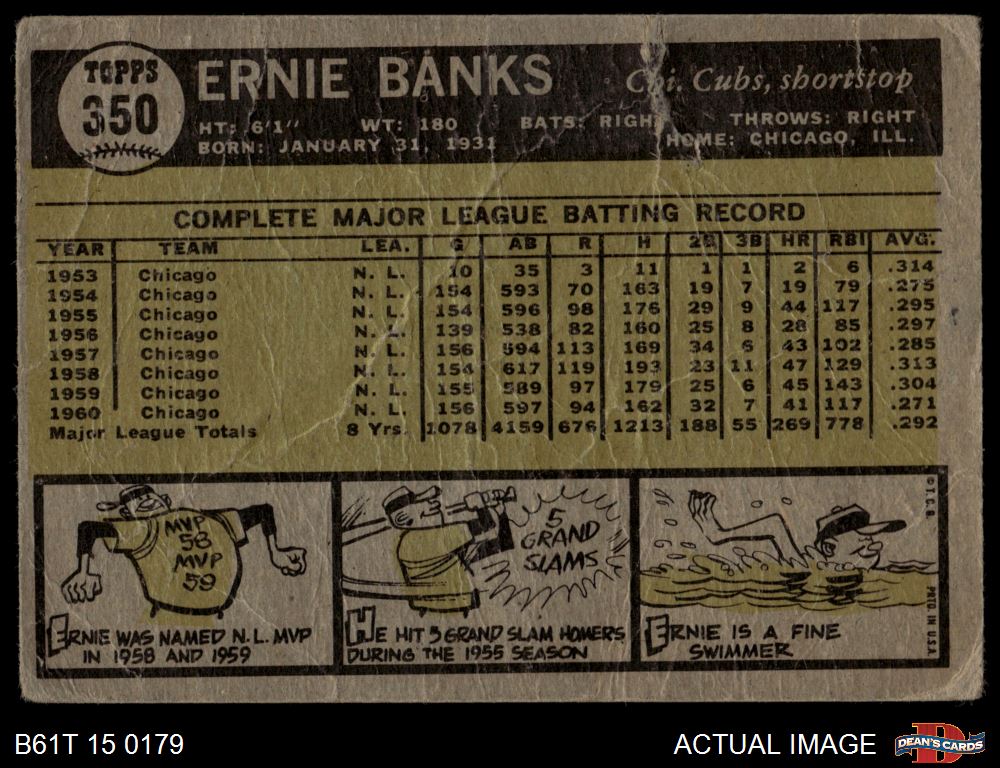 TOPPS
350
ERNIE BANKS
Chi. Cubs, shortstop
HT: 6'1" WT: 180 BATS: RIGHT THROWS: RIGHT
BORN: JANUARY 31, 1931 HOME: CHICAGO, ILL.
COMPLETE MAJOR LEAGUE BATTING RECORD
YEAR TEAM LEA. G AB R H 2B 3B HR RBI AVG.
1953 Chicago N. L. 10 35 3 11 1 1 2 6 .314
1954 Chicago N. L. 154 593 70 163 19 7 19 79 .275
1955 Chicago N. L. 154 596 98 176 29 9 44 117 .295
1956 Chicago N. L. 139 538 82 160 25 8 28 85 .297
1957 Chicago N. L. 156 594 113 169 34 6 43 102 .285
1958 Chicago N. L. 154 617 119 193 23 11 47 129 .313
1959 Chicago N. L. 155 589 97 179 25 6 45 143 .304
1960 Chicago N. L. 156 597 94 162 32 7 41 117 .271
Major League Totals 8 Yrs. 1078 4159 676 1213 188 55 269 778 .292
MVP
58
MVP
59
ERNIE WAS NAMED N.L. MVP
IN 1958 AND 1959
5
GRAND
SLAMS
HE HIT 5 GRAND SLAM HOMERS
DURING THE 1955 SEASON
ERNIE IS A FINE
SWIMMER
© T.C.G. PRTD. IN U.S.A.
B61T 15 0179
ACTUAL IMAGE
DEAN'S CARDS